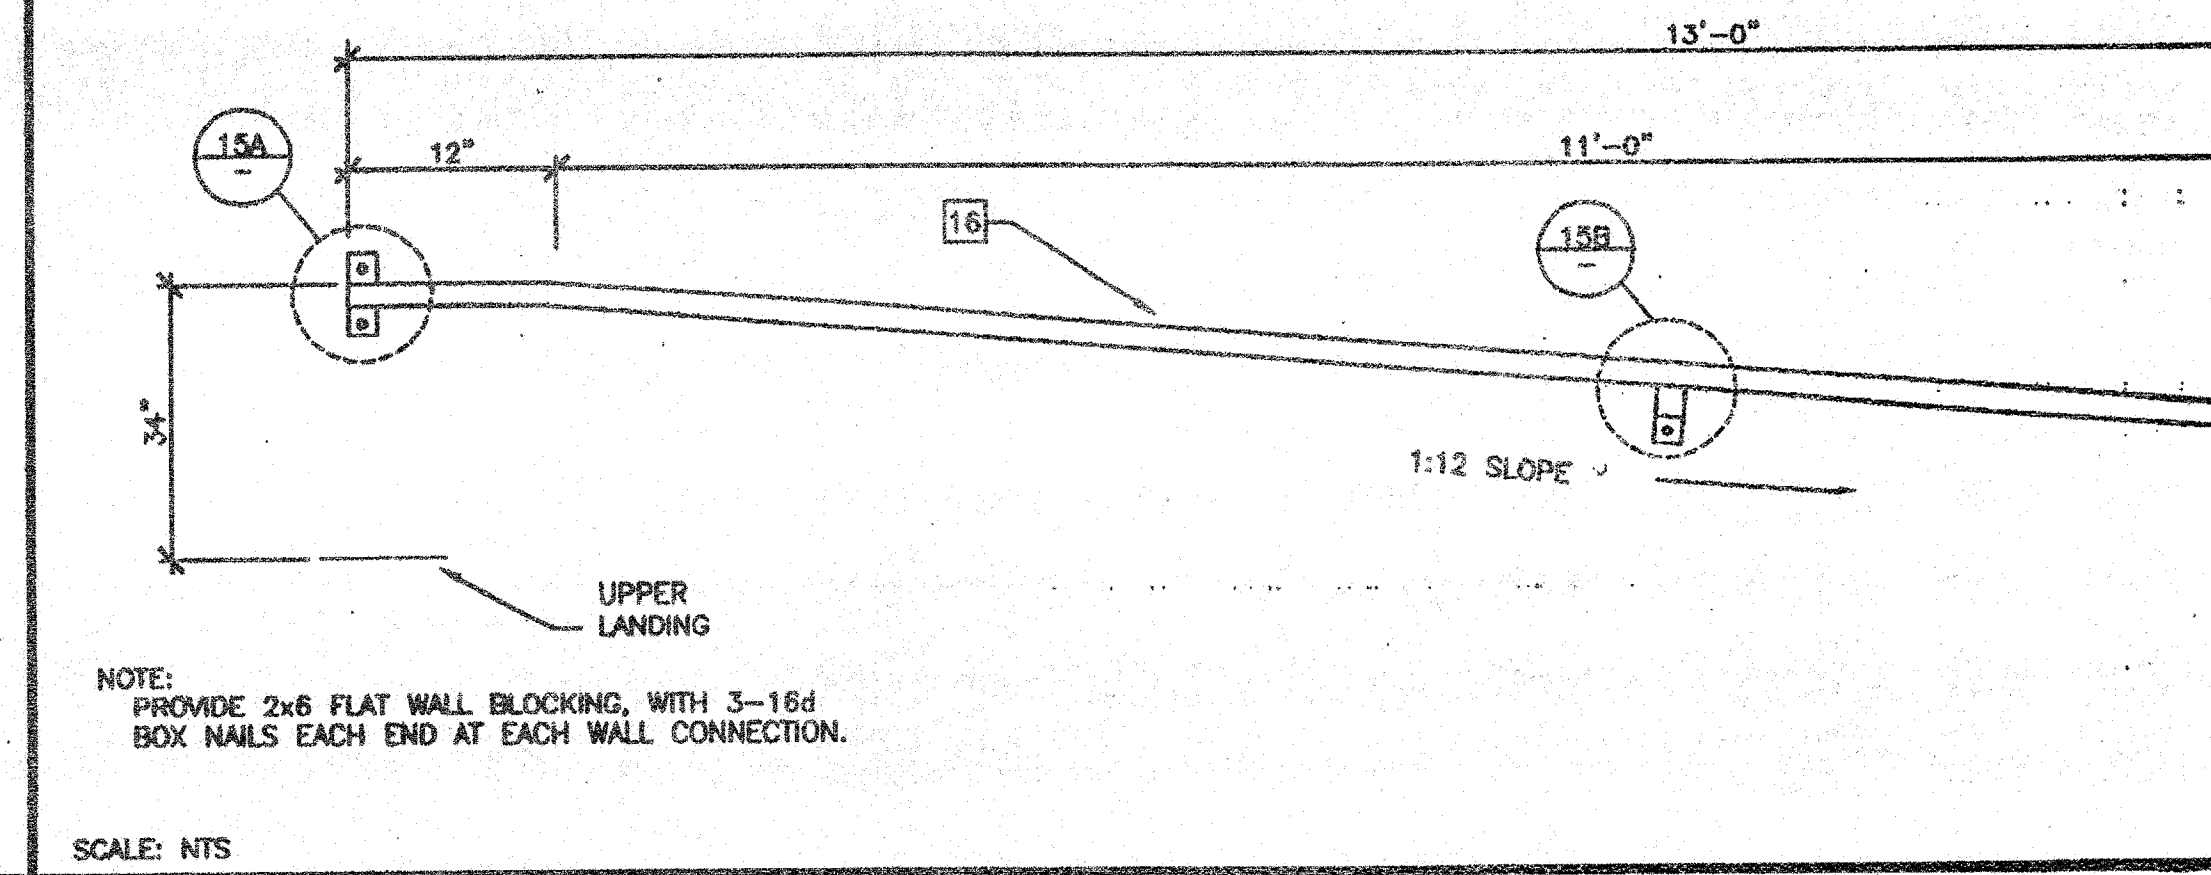 13'-0"
15A
-
12"
11'-0"
16
15B
-
34"
1:12 SLOPE
UPPER
LANDING
NOTE:
PROVIDE 2x6 FLAT WALL BLOCKING, WITH 3-16d
BOX NAILS EACH END AT EACH WALL CONNECTION.
SCALE: NTS